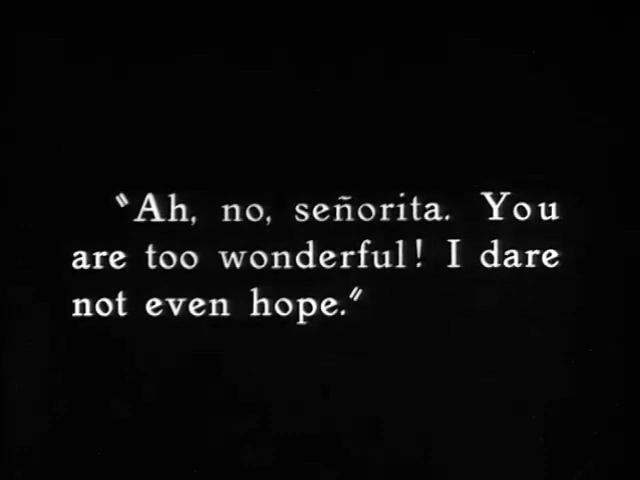 "Ah, no, señorita. You
are too wonderful! I dare
not even hope."